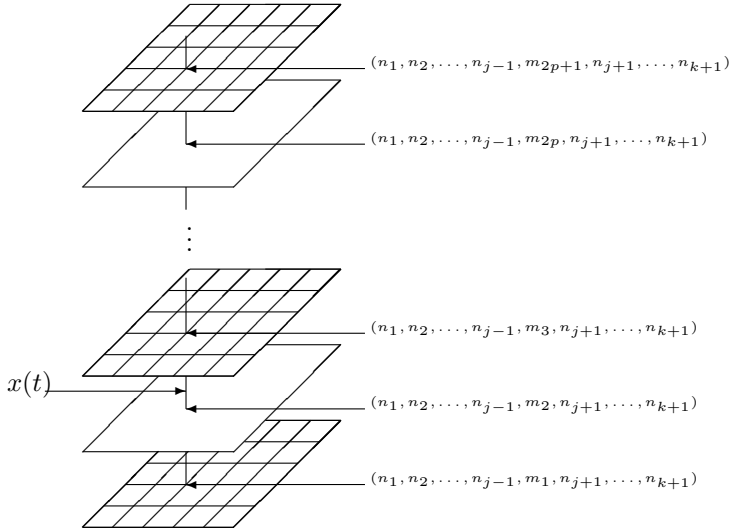 (n₁, n₂, . . . , nⱼ₋₁, m₂ₚ₊₁, nⱼ₊₁, . . . , nₖ₊₁)
(n₁, n₂, . . . , nⱼ₋₁, m₂ₚ, nⱼ₊₁, . . . , nₖ₊₁)
⋮
(n₁, n₂, . . . , nⱼ₋₁, m₃, nⱼ₊₁, . . . , nₖ₊₁)
x(t)
(n₁, n₂, . . . , nⱼ₋₁, m₂, nⱼ₊₁, . . . , nₖ₊₁)
(n₁, n₂, . . . , nⱼ₋₁, m₁, nⱼ₊₁, . . . , nₖ₊₁)